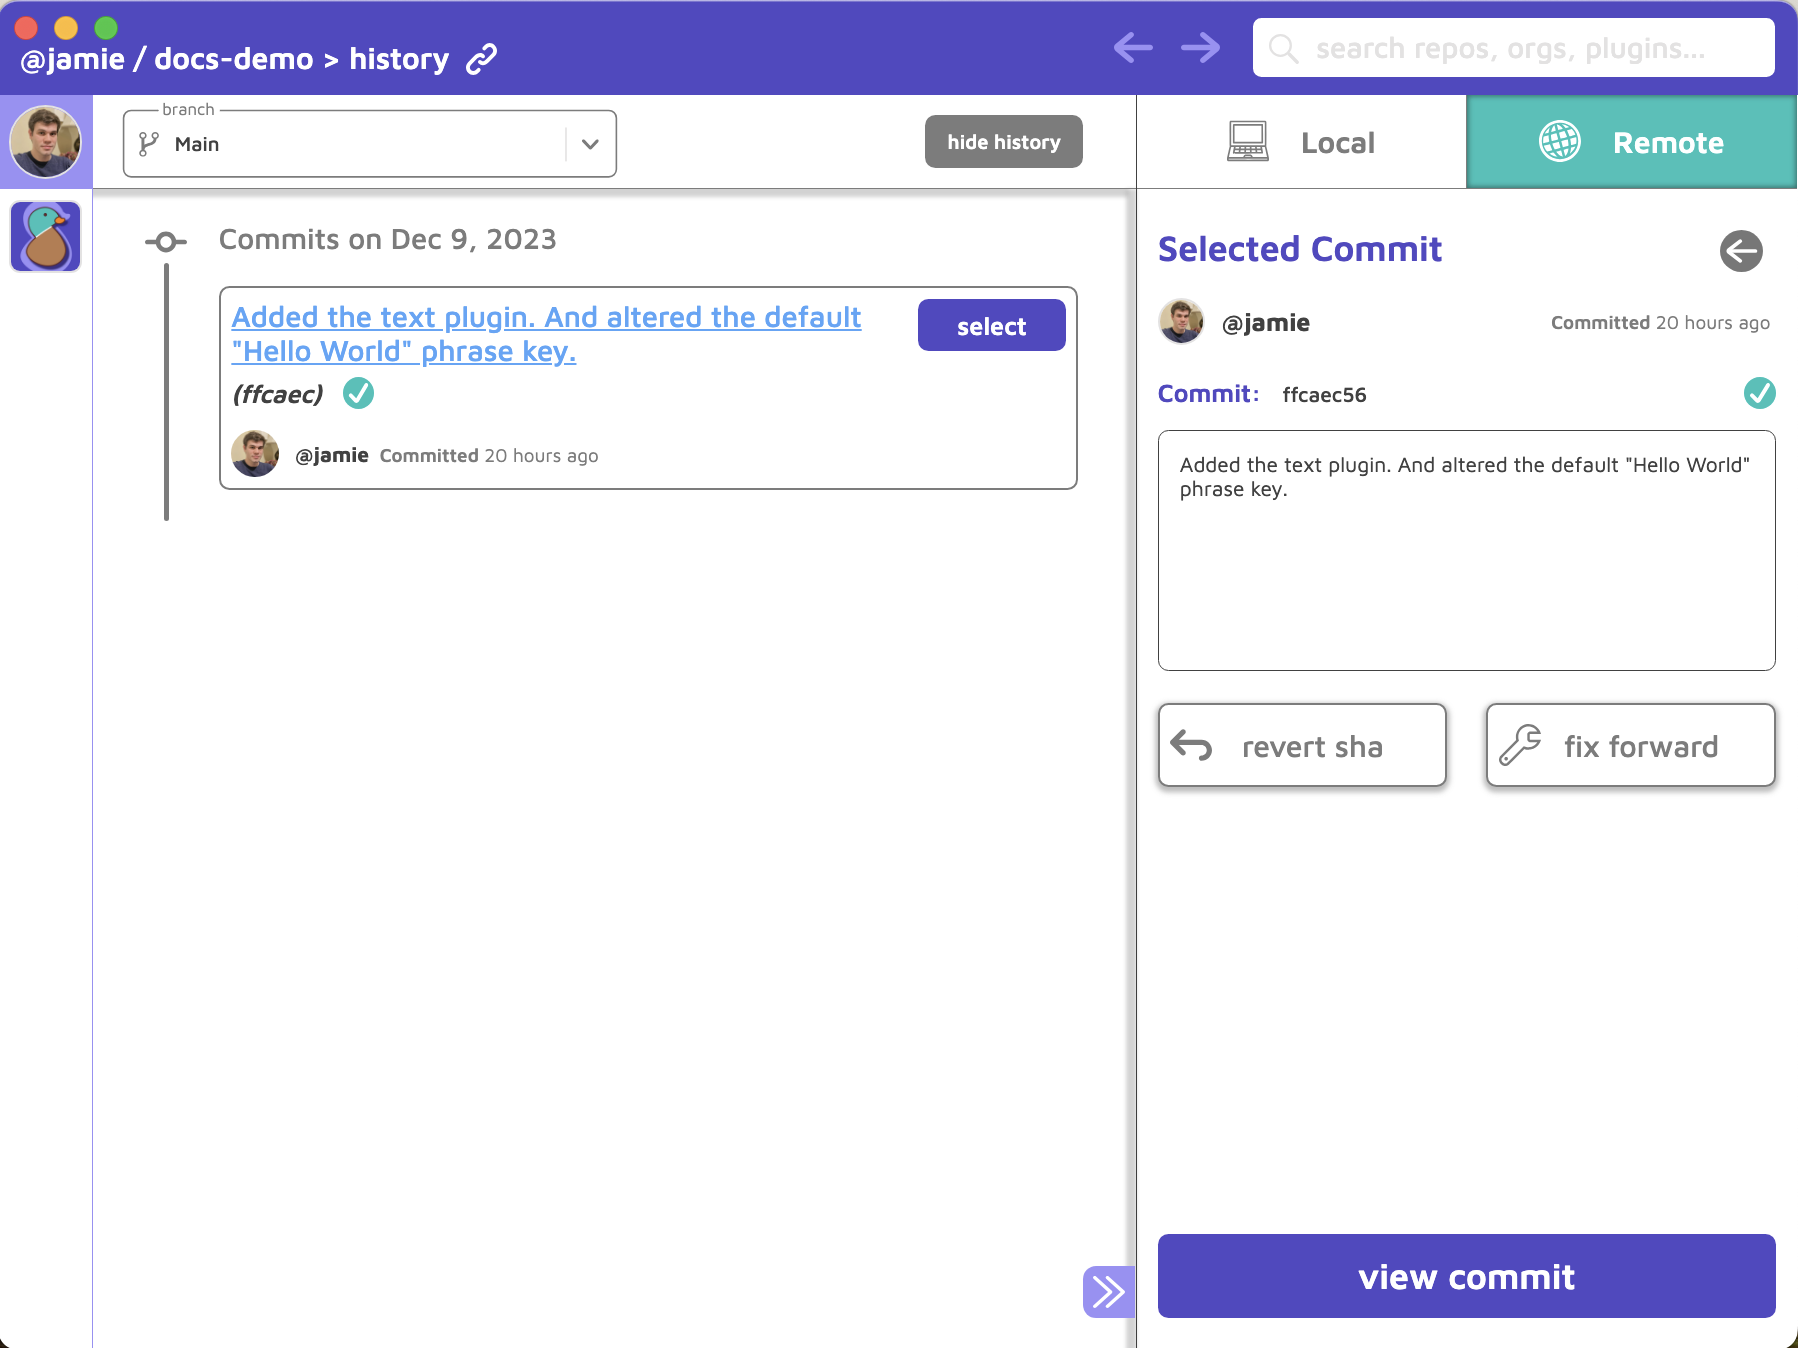 @jamie / docs-demo > history
search repos, orgs, plugins...
branch
Main
hide history
Local
Remote
Commits on Dec 9, 2023
Added the text plugin. And altered the default
"Hello World" phrase key.
select
(ffcaec)
@jamie Committed 20 hours ago
Selected Commit
@jamie
Committed 20 hours ago
Commit: ffcaec56
Added the text plugin. And altered the default "Hello World"
phrase key.
revert sha
fix forward
view commit